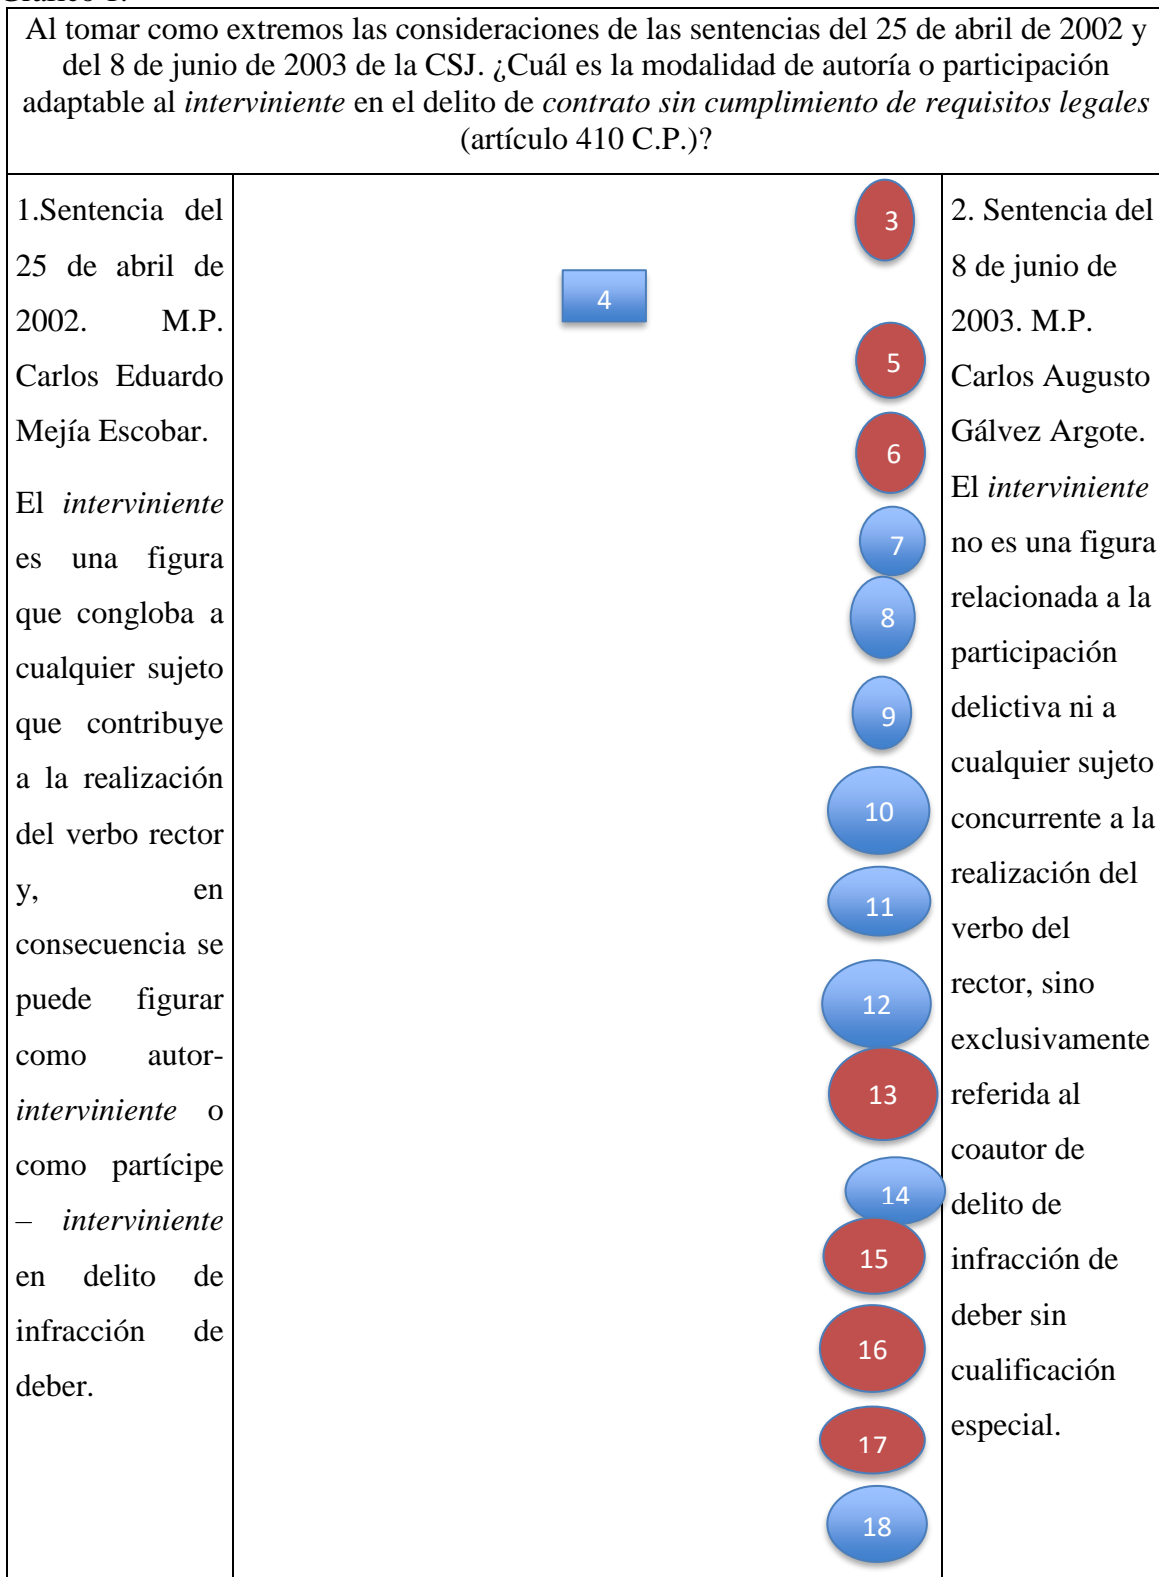 Al tomar como extremos las consideraciones de las sentencias del 25 de abril de 2002 y
del 8 de junio de 2003 de la CSJ. ¿Cuál es la modalidad de autoría o participación
adaptable al interviniente en el delito de contrato sin cumplimiento de requisitos legales
(artículo 410 C.P.)?
1.Sentencia del
25 de abril de
2002. M.P.
Carlos Eduardo
Mejía Escobar.
El interviniente
es una figura
que congloba a
cualquier sujeto
que contribuye
a la realización
del verbo rector
y, en
consecuencia se
puede figurar
como autor-
interviniente o
como partícipe
– interviniente
en delito de
infracción de
deber.
3
4
5
6
7
8
9
10
11
12
13
14
15
16
17
18
2. Sentencia del
8 de junio de
2003. M.P.
Carlos Augusto
Gálvez Argote.
El interviniente
no es una figura
relacionada a la
participación
delictiva ni a
cualquier sujeto
concurrente a la
realización del
verbo del
rector, sino
exclusivamente
referida al
coautor de
delito de
infracción de
deber sin
cualificación
especial.